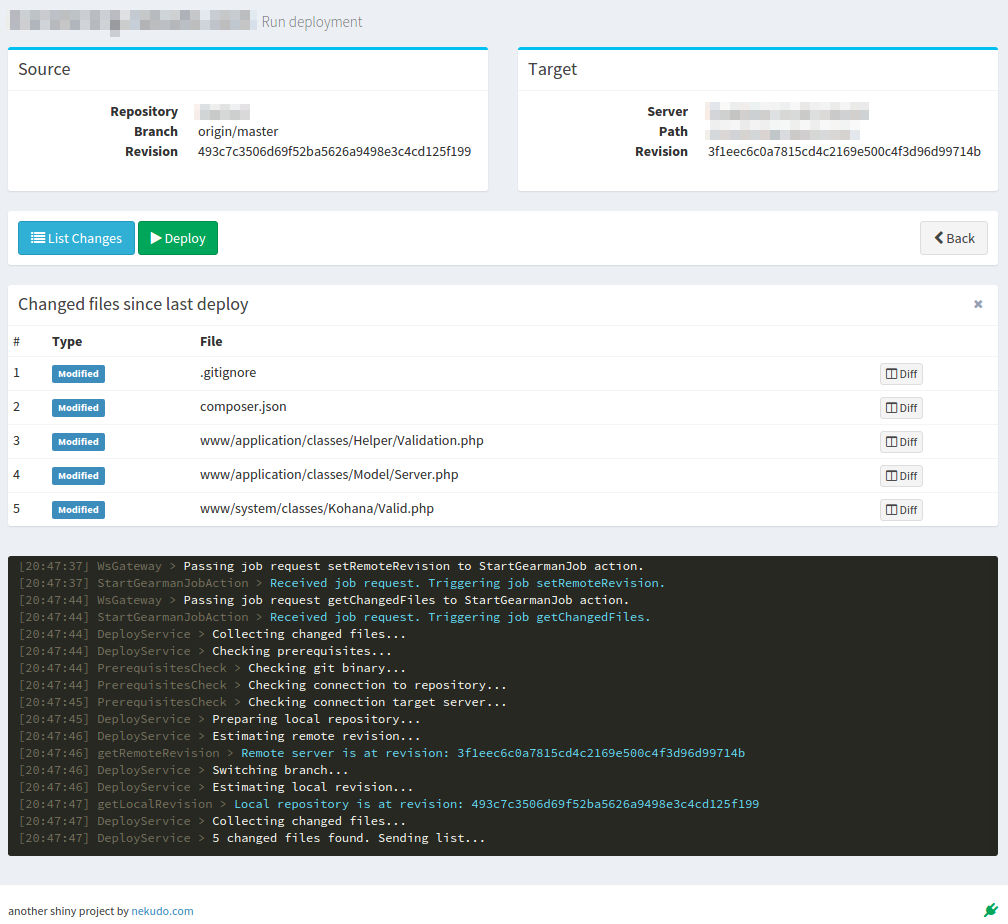 Run deployment
Source
Repository
Branch origin/master
Revision 493c7c3506d69f52ba5626a9498e3c4cd125f199
Target
Server
Path
Revision 3f1eec6c0a7815cd4c2169e500c4f3d96d99714b
List Changes Deploy Back
Changed files since last deploy ×
# Type File
1 Modified .gitignore Diff
2 Modified composer.json Diff
3 Modified www/application/classes/Helper/Validation.php Diff
4 Modified www/application/classes/Model/Server.php Diff
5 Modified www/system/classes/Kohana/Valid.php Diff
[20:47:37] WsGateway > Passing job request setRemoteRevision to StartGearmanJob action.
[20:47:37] StartGearmanJobAction > Received job request. Triggering job setRemoteRevision.
[20:47:44] WsGateway > Passing job request getChangedFiles to StartGearmanJob action.
[20:47:44] StartGearmanJobAction > Received job request. Triggering job getChangedFiles.
[20:47:44] DeployService > Collecting changed files...
[20:47:44] DeployService > Checking prerequisites...
[20:47:44] PrerequisitesCheck > Checking git binary...
[20:47:44] PrerequisitesCheck > Checking connection to repository...
[20:47:45] PrerequisitesCheck > Checking connection target server...
[20:47:45] DeployService > Preparing local repository...
[20:47:46] DeployService > Estimating remote revision...
[20:47:46] getRemoteRevision > Remote server is at revision: 3f1eec6c0a7815cd4c2169e500c4f3d96d99714b
[20:47:46] DeployService > Switching branch...
[20:47:46] DeployService > Estimating local revision...
[20:47:47] getLocalRevision > Local repository is at revision: 493c7c3506d69f52ba5626a9498e3c4cd125f199
[20:47:47] DeployService > Collecting changed files...
[20:47:47] DeployService > 5 changed files found. Sending list...
another shiny project by nekudo.com